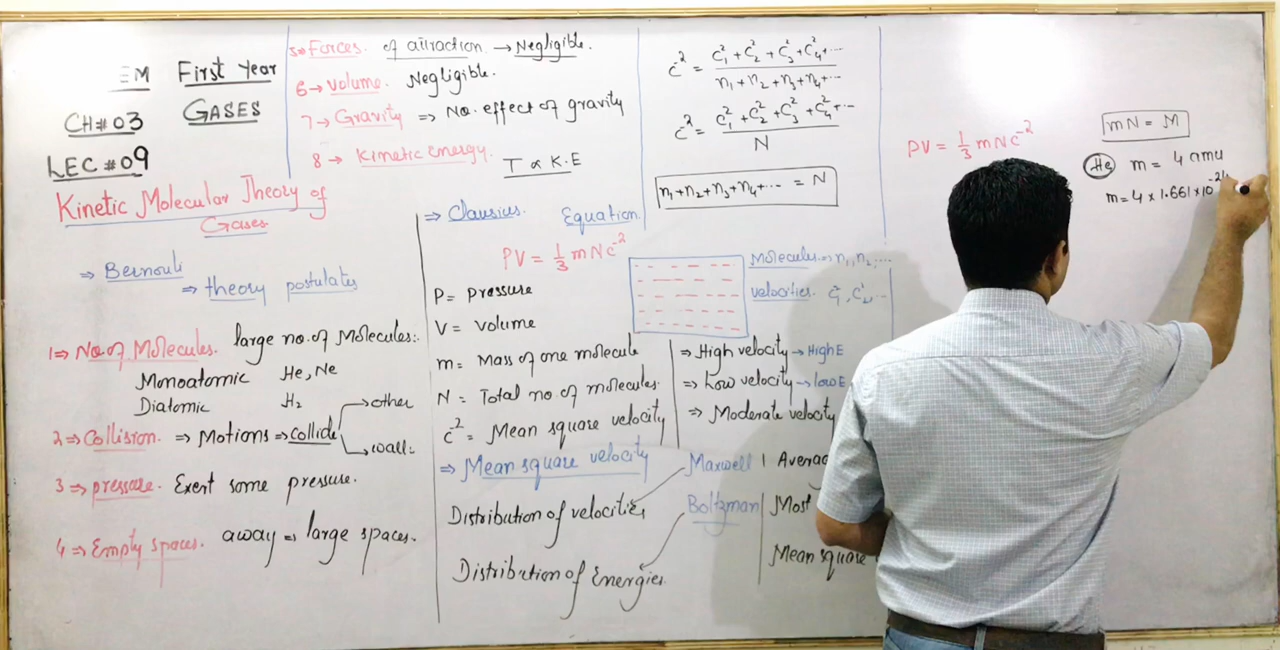 EM First Year
CH#03 GASES
LEC#09
Kinetic Molecular Theory of
Gases
⇒ Bernouli
⇒ theory postulates
1⇒ No. of Molecules. large no. of Molecules:.
Monoatomic He, Ne
Diatomic H₂
2⇒ Collision. ⇒ Motions ⇒ collide → other
→ wall:
3⇒ pressure. Exert some pressure.
4⇒ Empty spaces. away ⇒ large spaces.
5⇒ Forces. of attraction → Negligible.
6→ volume. Negligible.
7→ Gravity ⇒ No. effect of gravity
8→ Kinetic energy. T ∝ K.E
⇒ Clausius. Equation
PV = 1/3 mNc̄²
P = pressure
V = volume
m = Mass of one molecule
N = Total no. of molecules.
c̄² = Mean square velocity
⇒ Mean square velocity
Distribution of velocities
Distribution of Energies.
Maxwell
Boltzman
c̄² = (c₁² + c₂² + c₃² + c₄² + ...)/(n₁ + n₂ + n₃ + n₄ + ...)
c̄² = (c₁² + c₂² + c₃² + c₄² + ...)/N
n₁+n₂+n₃+n₄+... = N
Molecules ⇒ n₁, n₂, ...
velocities. c₁, c₂, ...
⇒ High velocity → High E
⇒ Low velocity → low E
⇒ Moderate velocity
Most
Mean square
PV = 1/3 mNc̄²
mN = M
He m = 4 amu
m = 4 × 1.661 × 10⁻²⁴